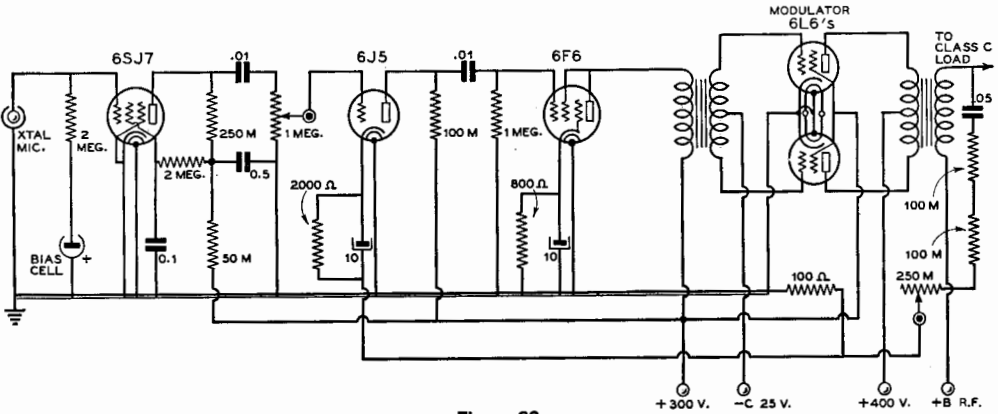 MODULATOR
6L6's
6SJ7
.01
6J5
.01
6F6
TO
CLASS C
LOAD
.05
XTAL
MIC.
2
MEG.
250 M
1 MEG.
100 M
1 MEG.
2 MEG.
0.5
2000 Ω
800 Ω
100 M
100 M
BIAS
CELL
+
0.1
50 M
10
10
100 Ω
250 M
+300 V.
-C 25 V.
+400 V.
+B R.F.